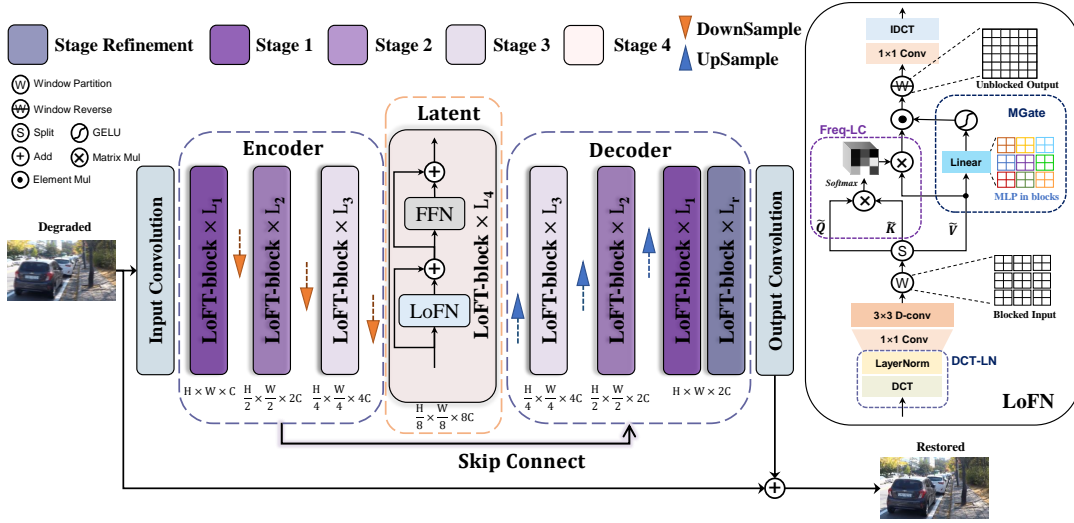 Stage Refinement
Stage 1
Stage 2
Stage 3
Stage 4
DownSample
UpSample
W Window Partition
W Window Reverse
S Split
GELU
Add
Matrix Mul
Element Mul
Degraded
Input Convolution
Encoder
LoFT-block × L1
LoFT-block × L2
LoFT-block × L3
H × W × C
H/2 × W/2 × 2C
H/4 × W/4 × 4C
Latent
FFN
LoFN
LoFT-block × L4
H/8 × W/8 × 8C
Decoder
LoFT-block × L3
LoFT-block × L2
LoFT-block × L1
LoFT-block × Lr
H/4 × W/4 × 4C
H/2 × W/2 × 2C
H × W × 2C
Output Convolution
Skip Connect
Restored
IDCT
1×1 Conv
W
Unblocked Output
MGate
Freq-LC
Softmax
Linear
MLP in blocks
Q̃
K̃
Ṽ
S
W
Blocked Input
3×3 D-conv
1×1 Conv
DCT-LN
LayerNorm
DCT
LoFN